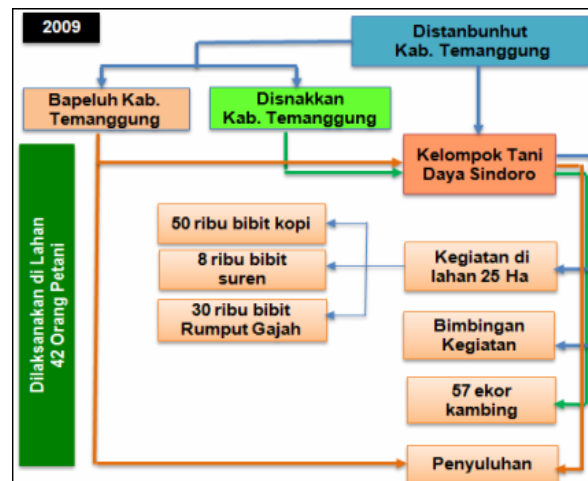 2009
Distanbunhut
Kab. Temanggung
Bapeluh Kab.
Temanggung
Disnakkan
Kab. Temanggung
Kelompok Tani
Daya Sindoro
Dilaksanakan di Lahan
42 Orang Petani
50 ribu bibit kopi
8 ribu bibit
suren
30 ribu bibit
Rumput Gajah
Kegiatan di
lahan 25 Ha
Bimbingan
Kegiatan
57 ekor
kambing
Penyuluhan